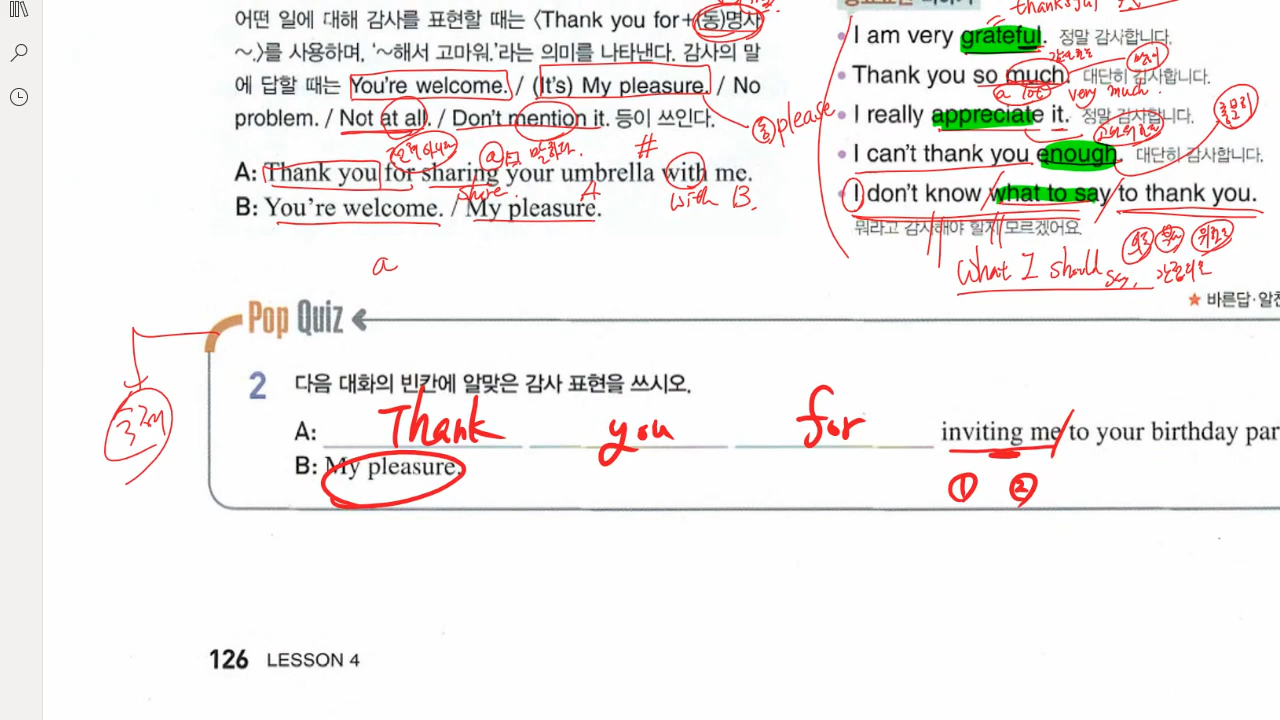 어떤 일에 대해 감사를 표현할 때는 〈Thank you for+(동)명사
~.〉를 사용하며, '~해서 고마워.'라는 의미를 나타낸다. 감사의 말
에 답할 때는 You're welcome. / (It's) My pleasure. / No
problem. / Not at all. / Don't mention it. 등이 쓰인다.
동 please
말하다.
A: Thank you for sharing your umbrella with me.
share.
A
with B.
B: You're welcome. / My pleasure.
a
I am very grateful. 정말 감사합니다.
Thank you so much. 대단히 감사합니다.
a lot very much.
I really appreciate it. 정말 감사합니다.
I can't thank you enough. 대단히 감사합니다.
I don't know what to say to thank you.
뭐라고 감사해야 할지 모르겠어요.
What I should say.
바른답·알찬
Pop Quiz
2 다음 대화의 빈칸에 알맞은 감사 표현을 쓰시오.
A: Thank you for inviting me to your birthday par
B: My pleasure.
① ②
126 LESSON 4